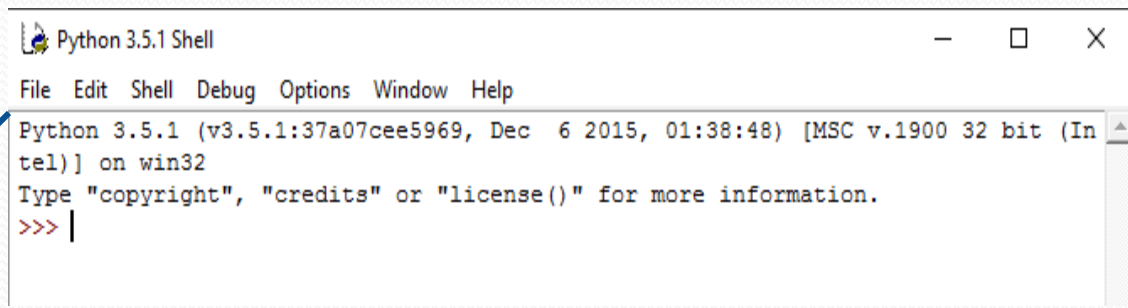 Python 3.5.1 Shell
File Edit Shell Debug Options Window Help
Python 3.5.1 (v3.5.1:37a07cee5969, Dec  6 2015, 01:38:48) [MSC v.1900 32 bit (In
tel)] on win32
Type "copyright", "credits" or "license()" for more information.
>>>